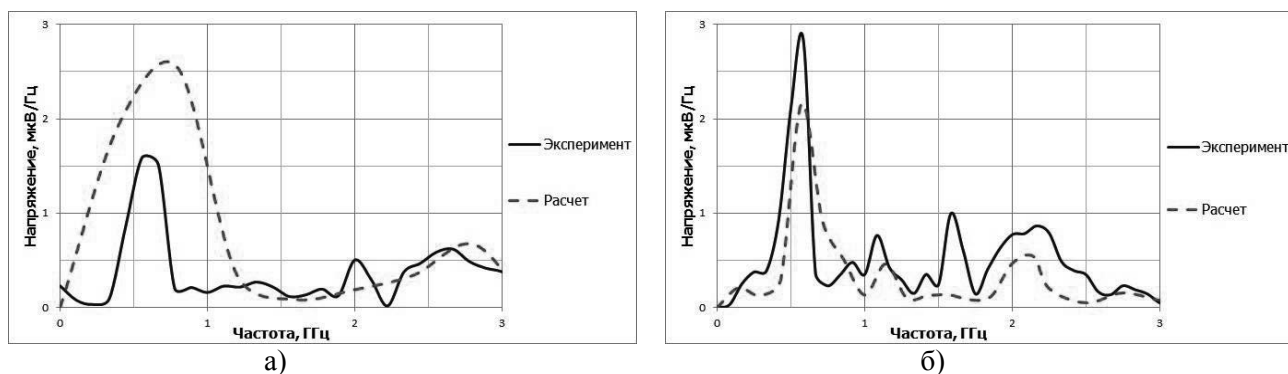 3
2
1
0
Напряжение, мкВ/Гц
0
1
2
3
Частота, ГГц
Эксперимент
Расчет
а)
3
2
1
0
Напряжение, мкВ/Гц
0
1
2
3
Частота, ГГц
Эксперимент
Расчет
б)